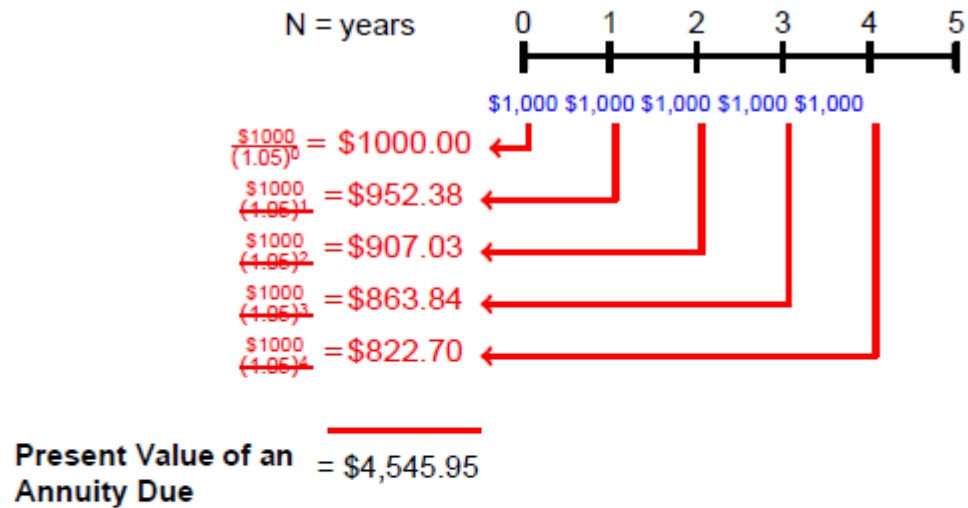 N = years 0 1 2 3 4 5
$1,000 $1,000 $1,000 $1,000 $1,000
$1000
(1.05)⁰ = $1000.00
$1000
(1.05)¹ = $952.38
$1000
(1.05)² = $907.03
$1000
(1.05)³ = $863.84
$1000
(1.05)⁴ = $822.70
Present Value of an
Annuity Due = $4,545.95